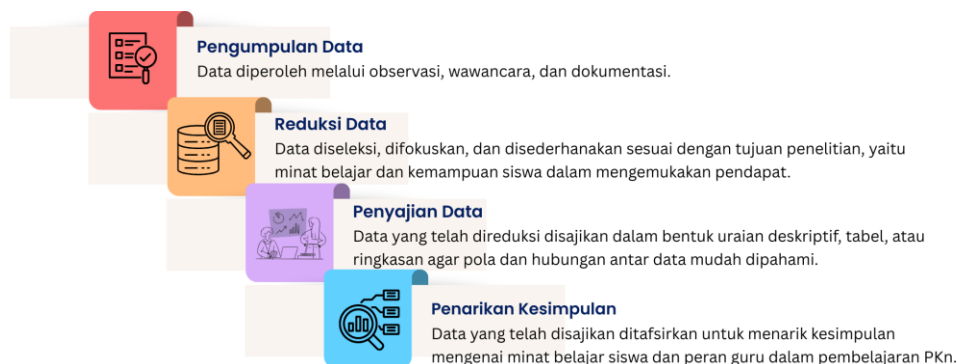 Pengumpulan Data
Data diperoleh melalui observasi, wawancara, dan dokumentasi.
Reduksi Data
Data diseleksi, difokuskan, dan disederhanakan sesuai dengan tujuan penelitian, yaitu
minat belajar dan kemampuan siswa dalam mengemukakan pendapat.
Penyajian Data
Data yang telah direduksi disajikan dalam bentuk uraian deskriptif, tabel, atau
ringkasan agar pola dan hubungan antar data mudah dipahami.
Penarikan Kesimpulan
Data yang telah disajikan ditafsirkan untuk menarik kesimpulan
mengenai minat belajar siswa dan peran guru dalam pembelajaran PKn.